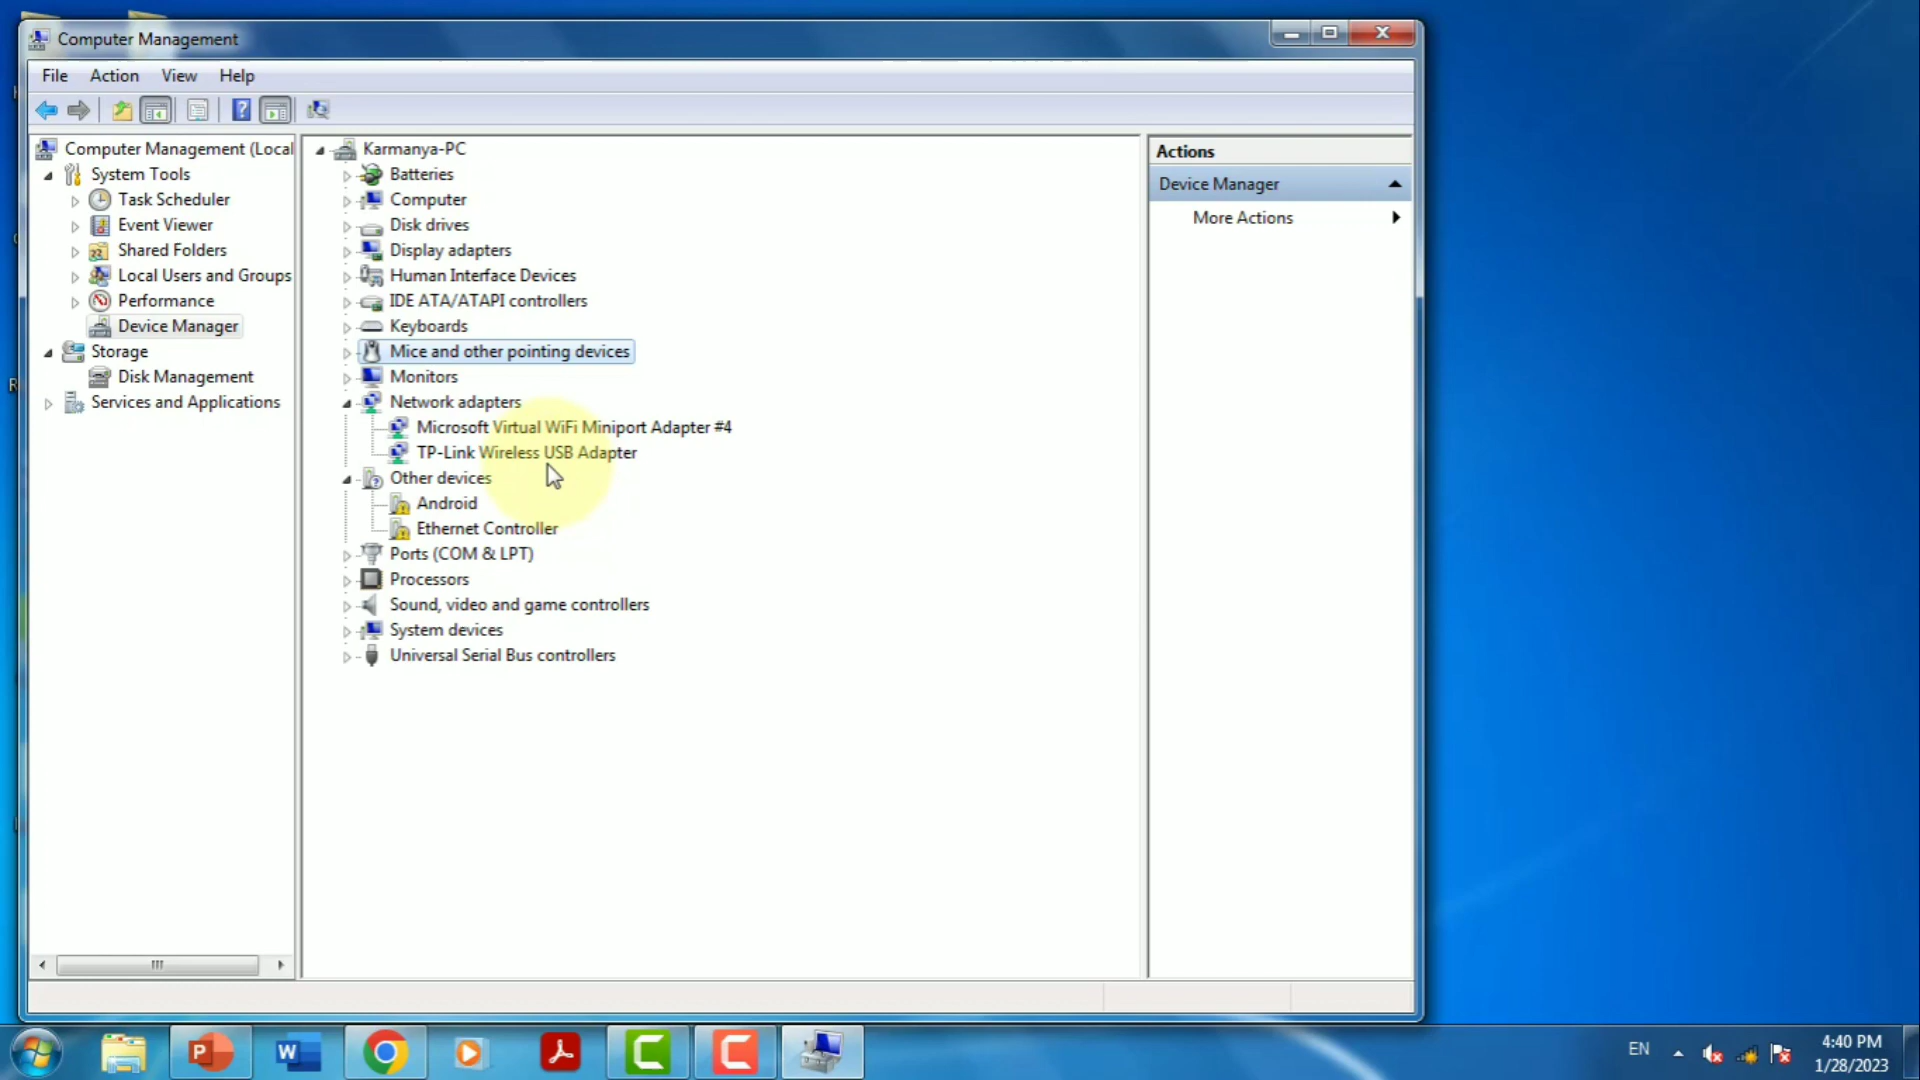 Computer Management
File Action View Help
Computer Management (Local
System Tools
Task Scheduler
Event Viewer
Shared Folders
Local Users and Groups
Performance
Device Manager
Storage
Disk Management
Services and Applications
Karmanya-PC
Batteries
Computer
Disk drives
Display adapters
Human Interface Devices
IDE ATA/ATAPI controllers
Keyboards
Mice and other pointing devices
Monitors
Network adapters
Microsoft Virtual WiFi Miniport Adapter #4
TP-Link Wireless USB Adapter
Other devices
Android
Ethernet Controller
Ports (COM & LPT)
Processors
Sound, video and game controllers
System devices
Universal Serial Bus controllers
Actions
Device Manager
More Actions
EN
4:40 PM
1/28/2023